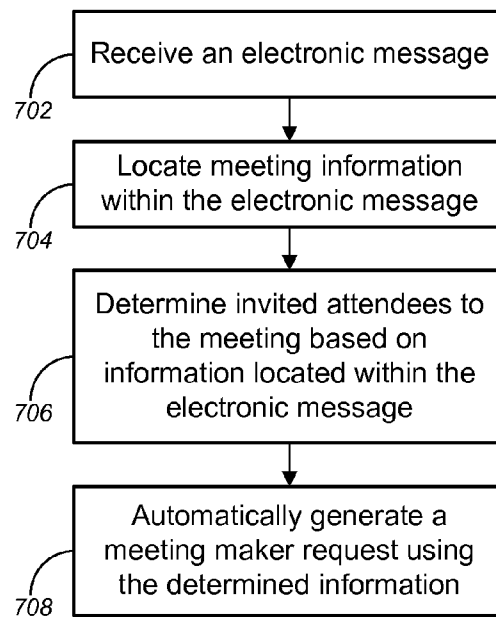 Receive an electronic message
702
Locate meeting information
within the electronic message
704
Determine invited attendees to
the meeting based on
information located within the
electronic message
706
Automatically generate a
meeting maker request using
the determined information
708